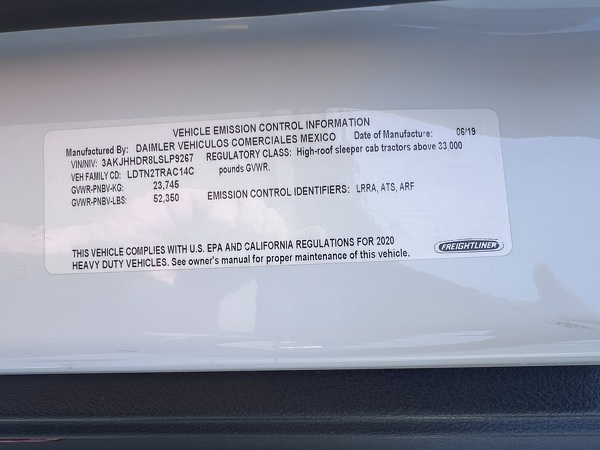 VEHICLE EMISSION CONTROL INFORMATION
Manufactured By: DAIMLER VEHICULOS COMERCIALES MEXICO Date of Manufacture: 06/19
VIN/NIV: 3AKJHHDR8LSLP9267 REGULATORY CLASS: High-roof sleeper cab tractors above 33,000
VEH FAMILY CD: LDTN2TRAC14C pounds GVWR.
GVWR-PNBV-KG: 23,745
GVWR-PNBV-LBS: 52,350 EMISSION CONTROL IDENTIFIERS: LRRA, ATS, ARF
THIS VEHICLE COMPLIES WITH U.S. EPA AND CALIFORNIA REGULATIONS FOR 2020
HEAVY DUTY VEHICLES. See owner's manual for proper maintenance of this vehicle.
FREIGHTLINER